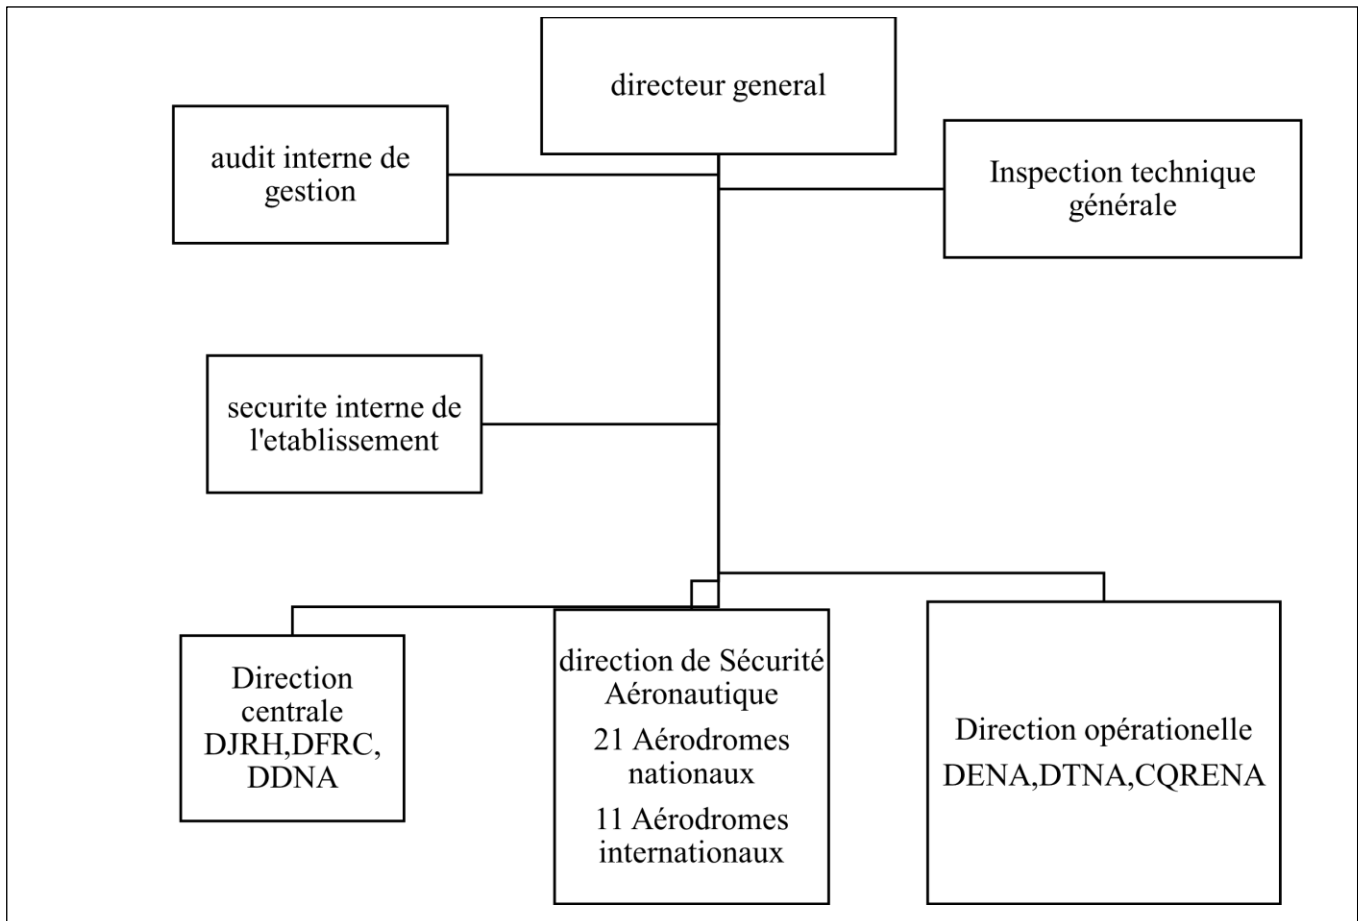 directeur general
audit interne de
gestion
Inspection technique
générale
securite interne de
l'etablissement
Direction
centrale
DJRH,DFRC,
DDNA
direction de Sécurité
Aéronautique
21 Aérodromes
nationaux
11 Aérodromes
internationaux
Direction opérationelle
DENA,DTNA,CQRENA